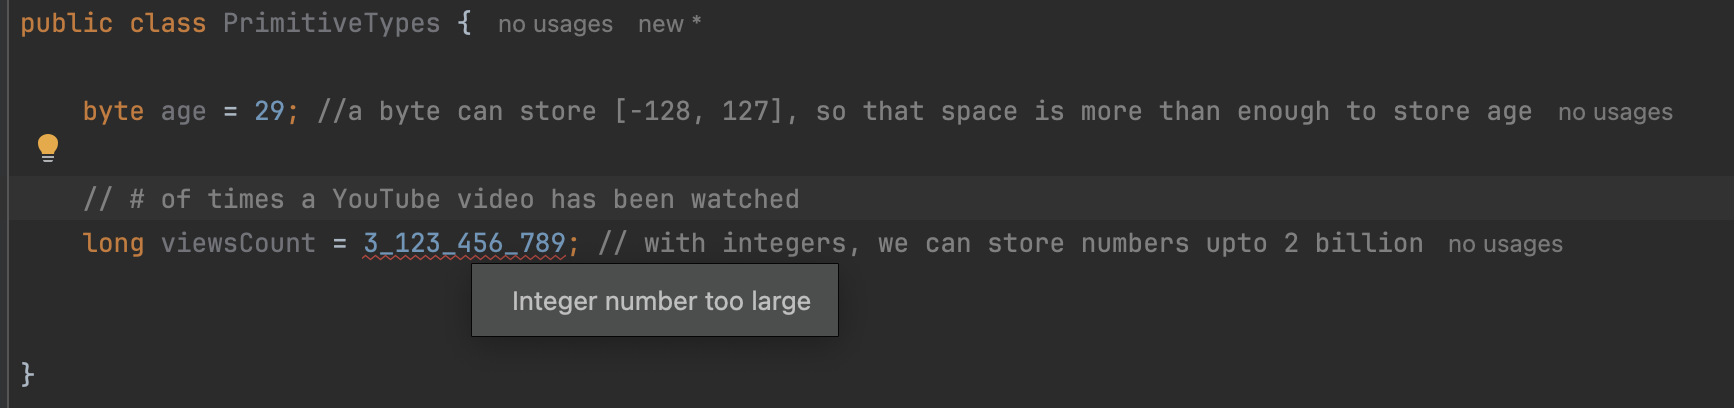 public class PrimitiveTypes { no usages new *
byte age = 29; //a byte can store [-128, 127], so that space is more than enough to store age no usages
// # of times a YouTube video has been watched
long viewsCount = 3_123_456_789; // with integers, we can store numbers upto 2 billion no usages
Integer number too large
}